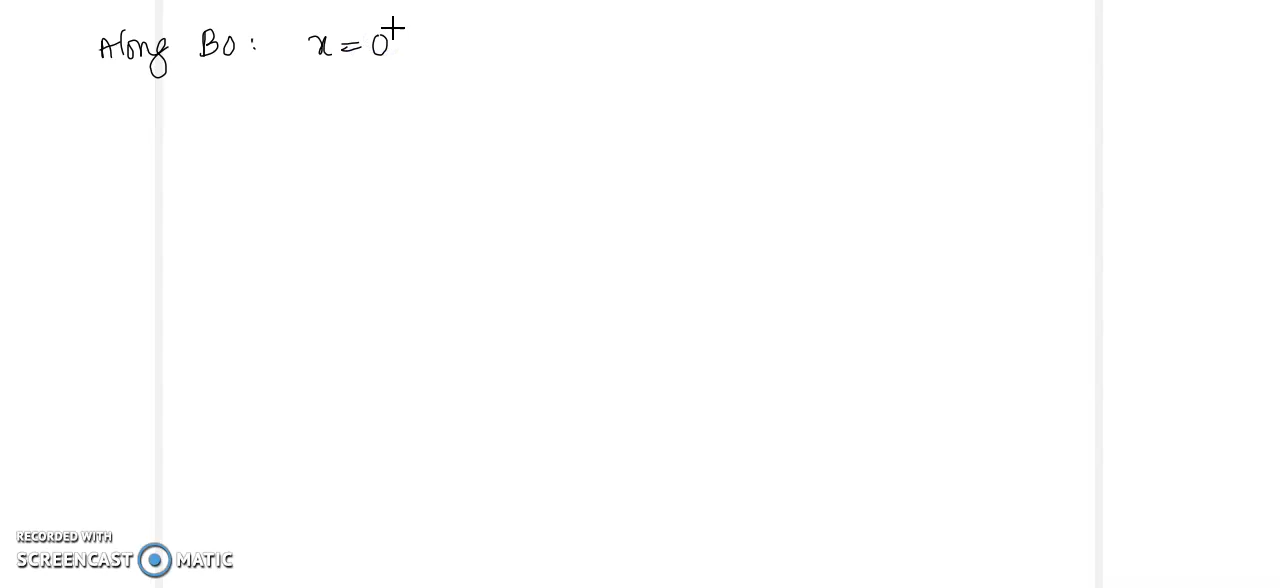 Along BO: x = 0
RECORDED WITH
SCREENCAST MATIC